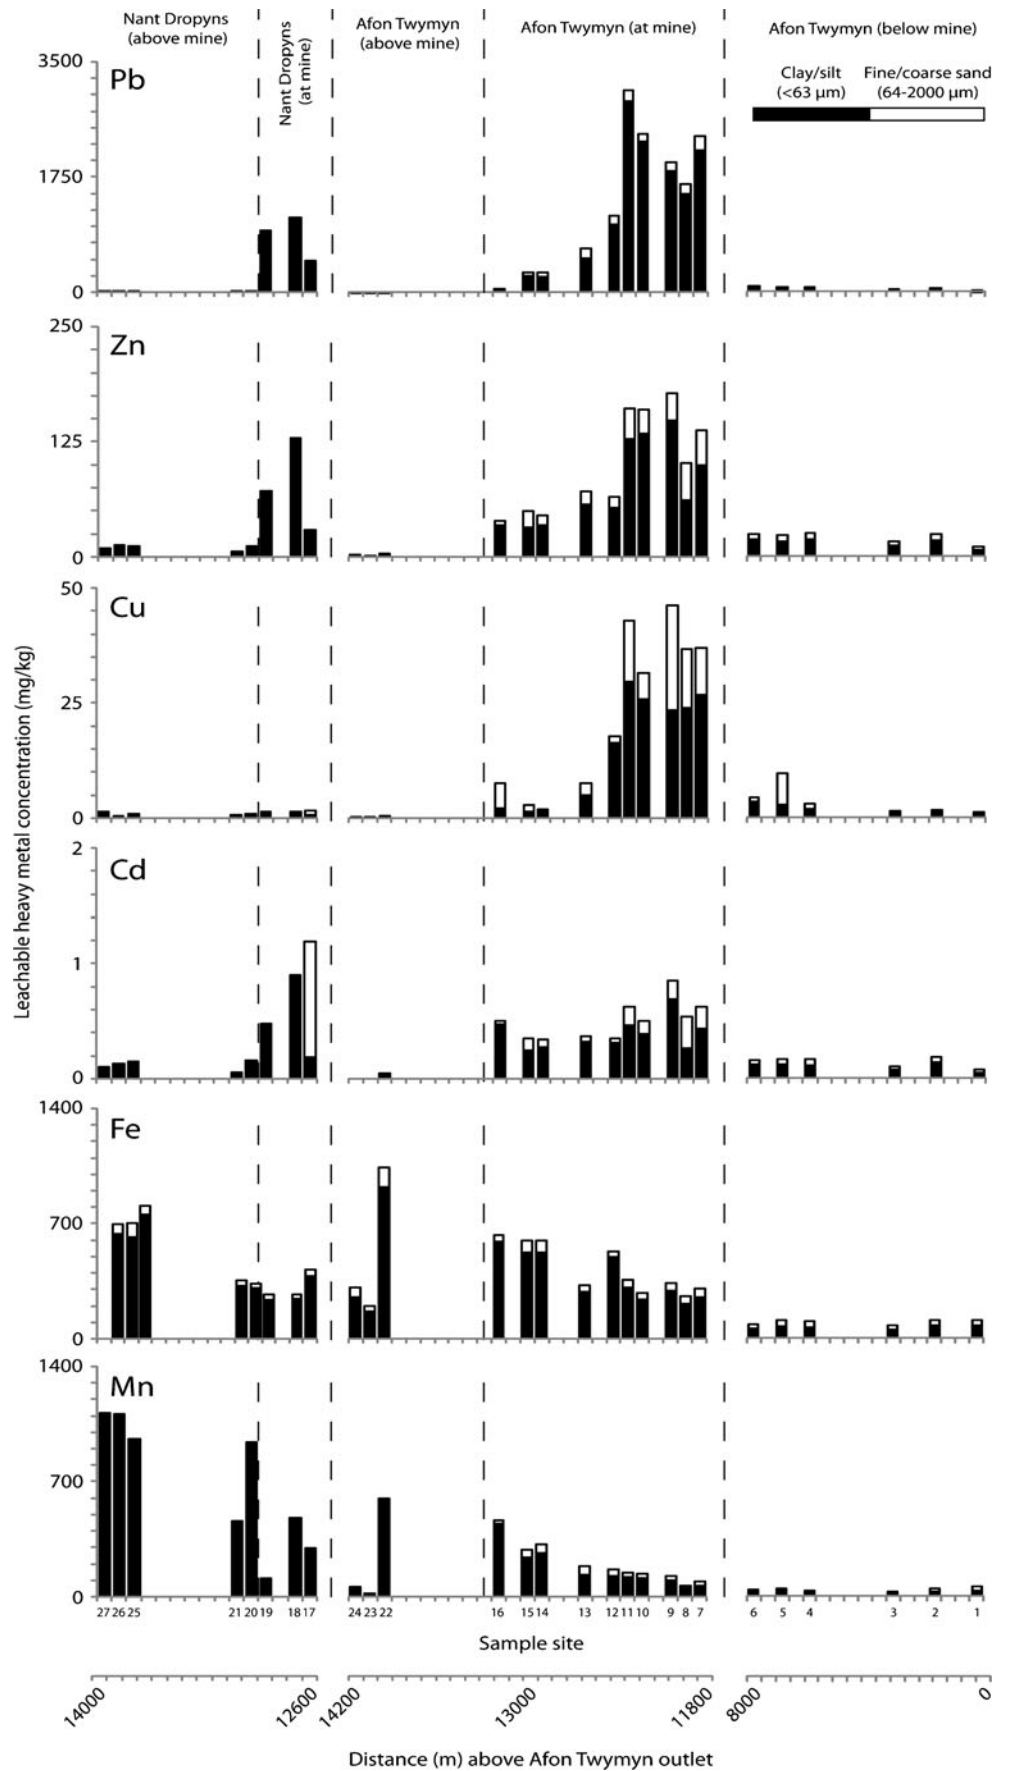 Nant Dropyns
(above mine)
Nant Dropyns
(at mine)
Afon Twymyn
(above mine)
Afon Twymyn (at mine)
Afon Twymyn (below mine)
Clay/silt
(<63 µm)
Fine/coarse sand
(64-2000 µm)
Leachable heavy metal concentration (mg/kg)
Pb
3500
1750
0
Zn
250
125
0
Cu
50
25
0
Cd
2
1
0
Fe
1400
700
0
Mn
1400
700
0
27 26 25 21 20 19 18 17 24 23 22 16 15 14 13 12 11 10 9 8 7 6 5 4 3 2 1
Sample site
14000 12600 14200 13000 11800 8000 0
Distance (m) above Afon Twymyn outlet